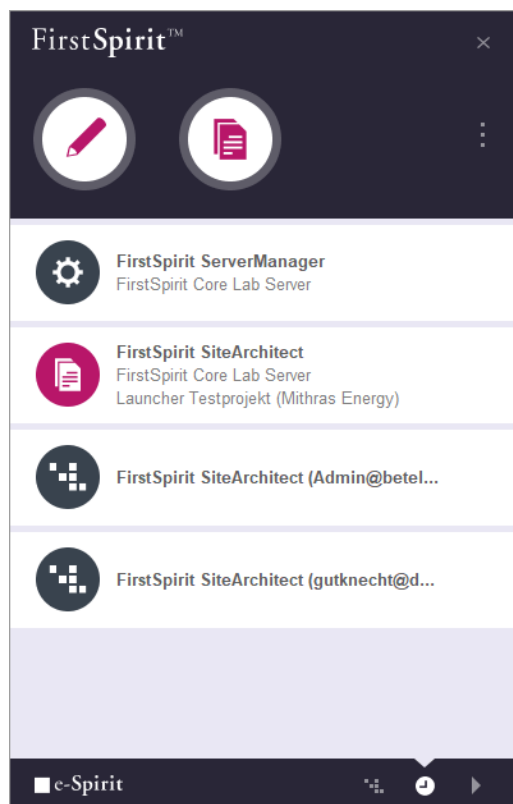 FirstSpirit™
FirstSpirit ServerManager
FirstSpirit Core Lab Server
FirstSpirit SiteArchitect
FirstSpirit Core Lab Server
Launcher Testprojekt (Mithras Energy)
FirstSpirit SiteArchitect (Admin@betel...
FirstSpirit SiteArchitect (gutknecht@d...
e-Spirit